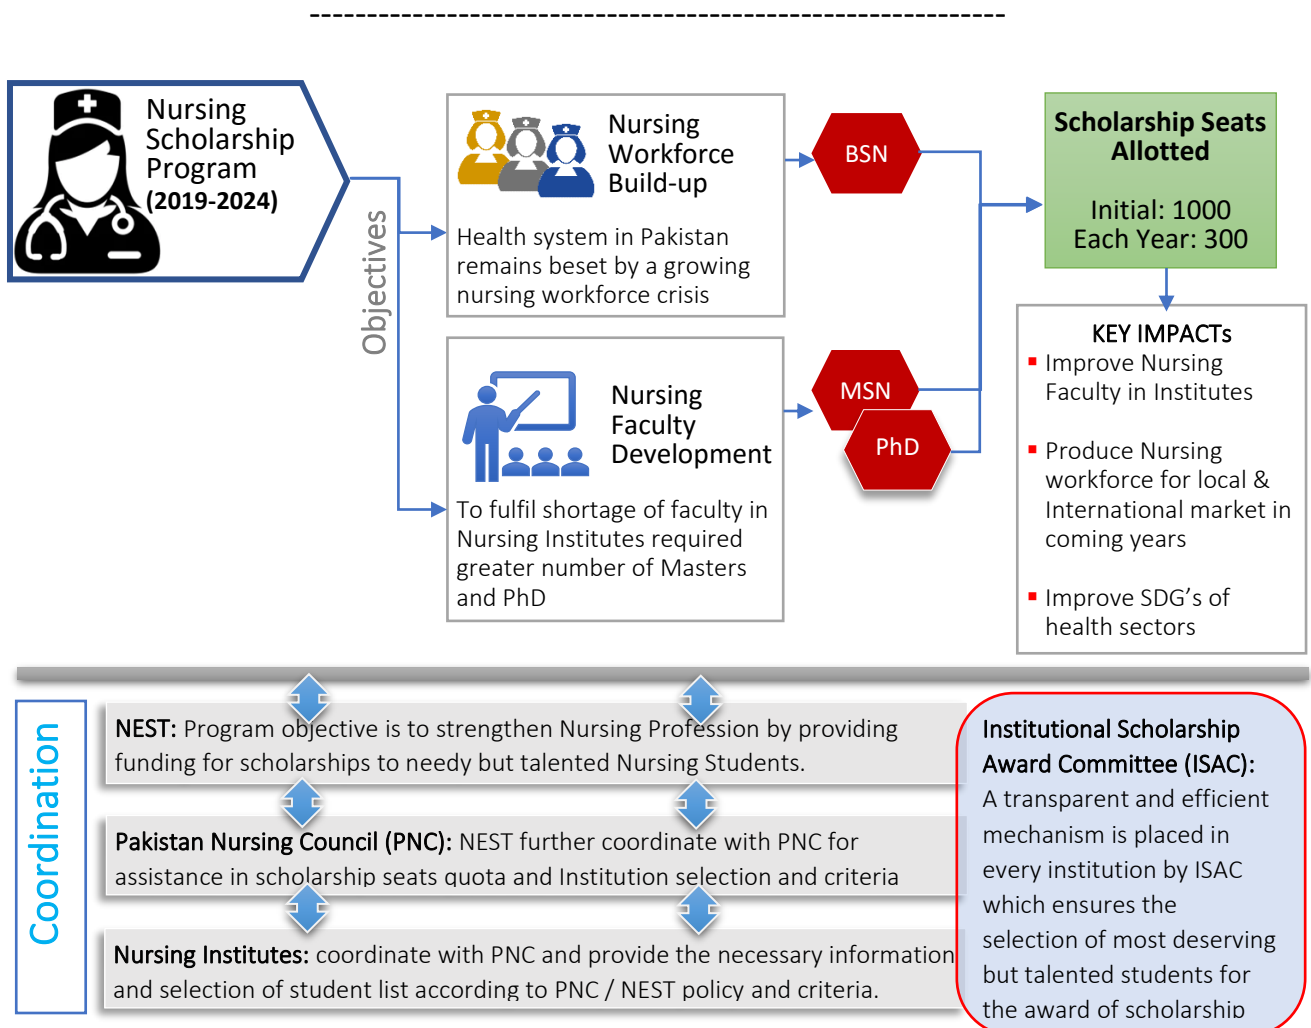 ------------------------------------------------------------
Nursing
Scholarship
Program
(2019-2024)
Objectives
Nursing
Workforce
Build-up
Health system in Pakistan
remains beset by a growing
nursing workforce crisis
BSN
Nursing
Faculty
Development
To fulfil shortage of faculty in
Nursing Institutes required
greater number of Masters
and PhD
MSN
PhD
Scholarship Seats
Allotted
Initial: 1000
Each Year: 300
KEY IMPACTs
▪ Improve Nursing
Faculty in Institutes
▪ Produce Nursing
workforce for local &
International market in
coming years
▪ Improve SDG's of
health sectors
Coordination
NEST: Program objective is to strengthen Nursing Profession by providing
funding for scholarships to needy but talented Nursing Students.
Pakistan Nursing Council (PNC): NEST further coordinate with PNC for
assistance in scholarship seats quota and Institution selection and criteria
Nursing Institutes: coordinate with PNC and provide the necessary information
and selection of student list according to PNC / NEST policy and criteria.
Institutional Scholarship
Award Committee (ISAC):
A transparent and efficient
mechanism is placed in
every institution by ISAC
which ensures the
selection of most deserving
but talented students for
the award of scholarship